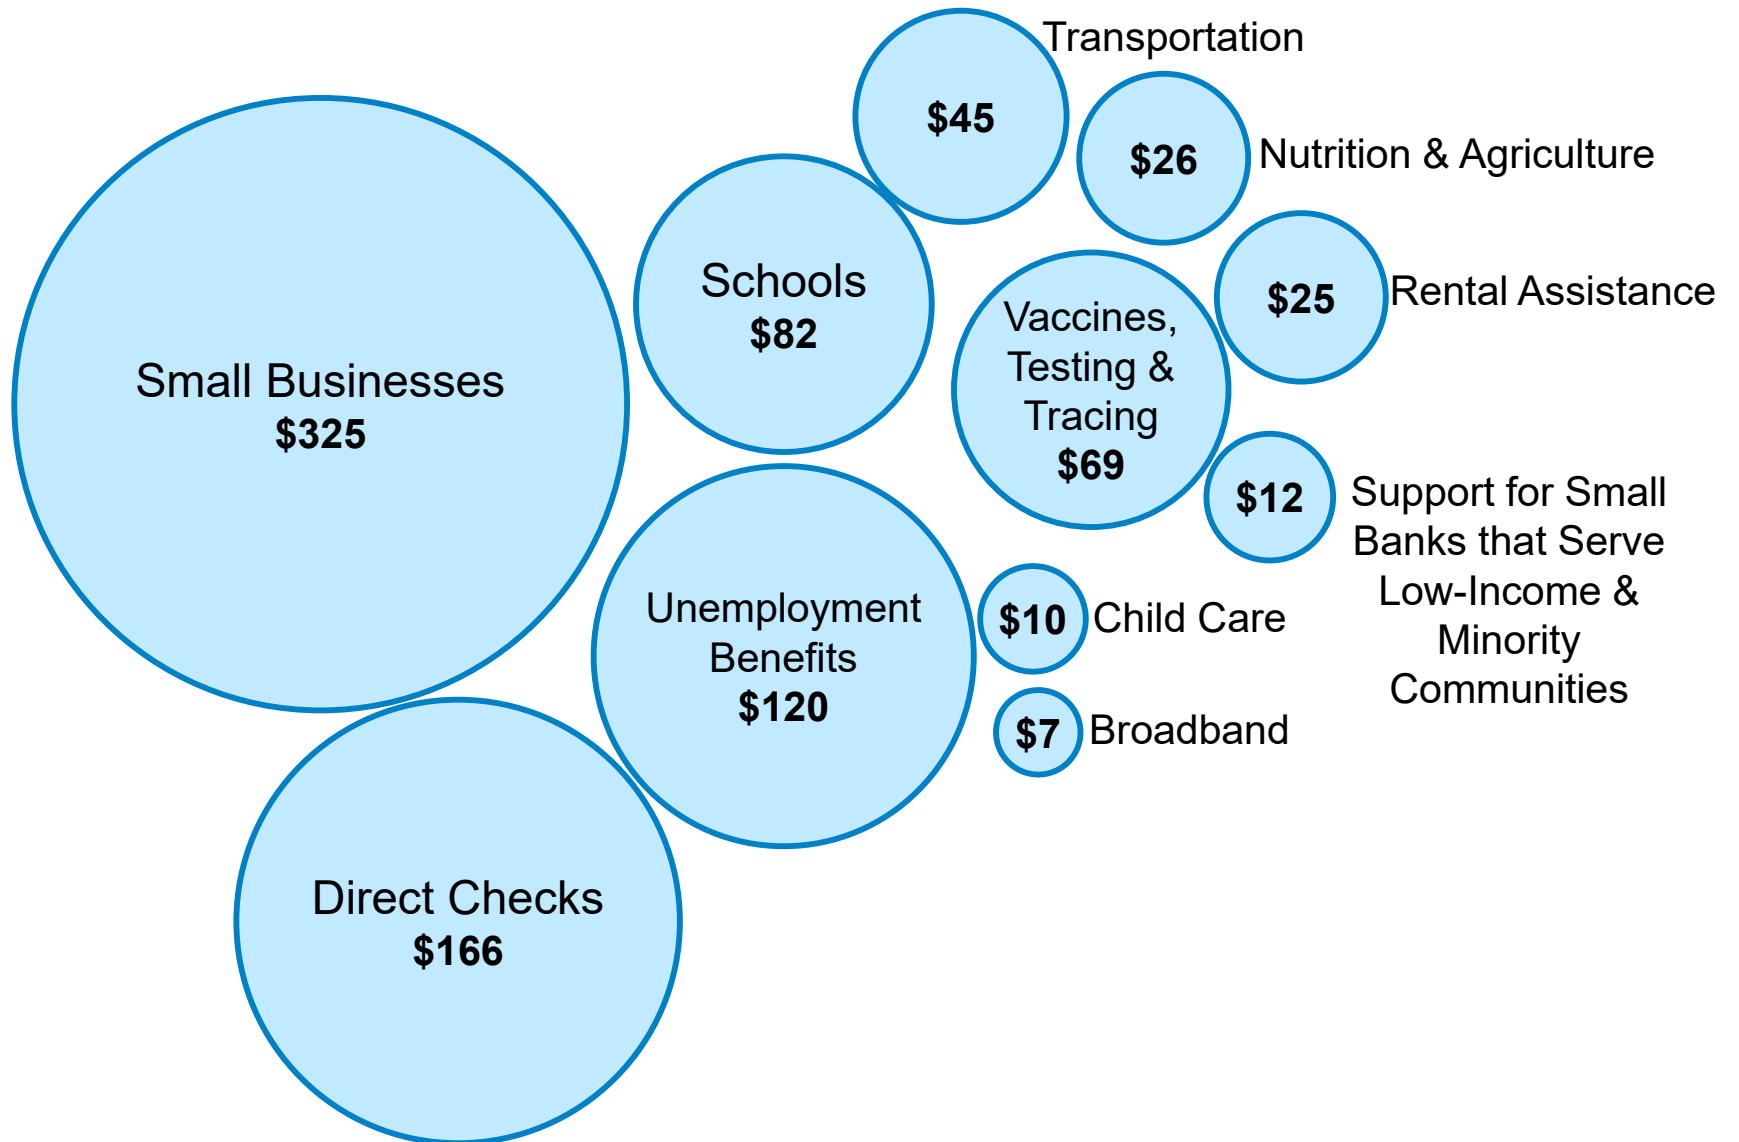 Transportation
$45
$26
Nutrition & Agriculture
Schools
$82
$25
Rental Assistance
Vaccines,
Testing &
Tracing
$69
Small Businesses
$325
$12
Support for Small
Banks that Serve
Low-Income &
Minority
Communities
Unemployment
Benefits
$120
$10
Child Care
$7
Broadband
Direct Checks
$166